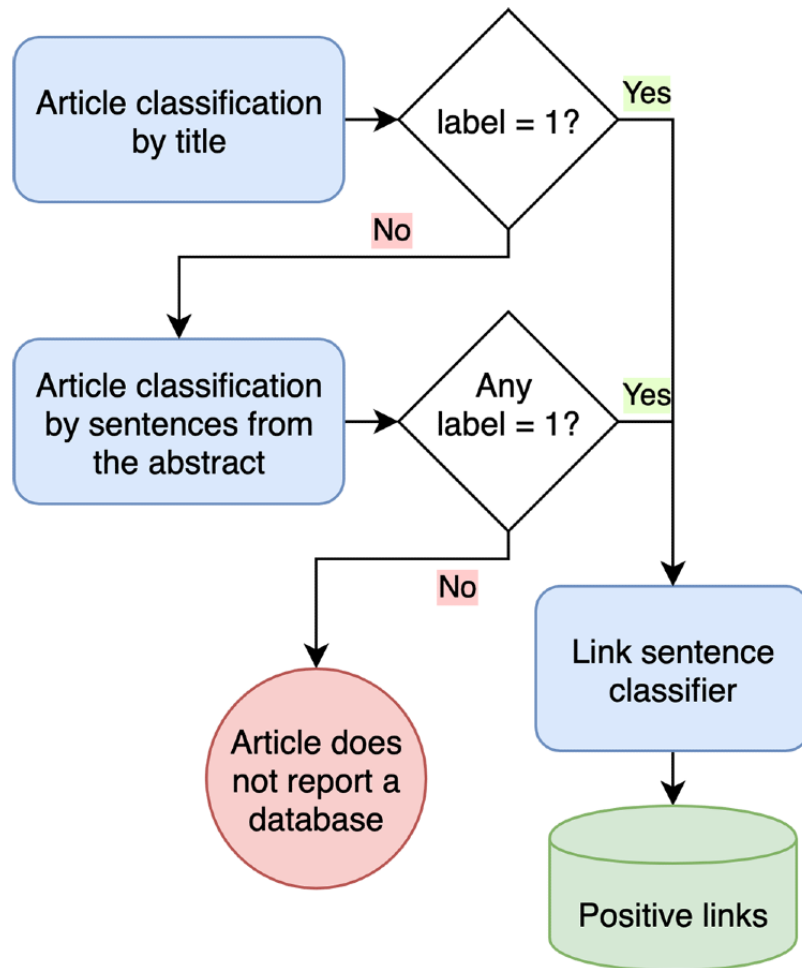 Article classification
by title
label = 1?
Yes
No
Article classification
by sentences from
the abstract
Any
label = 1?
Yes
No
Link sentence
classifier
Article does
not report a
database
Positive links